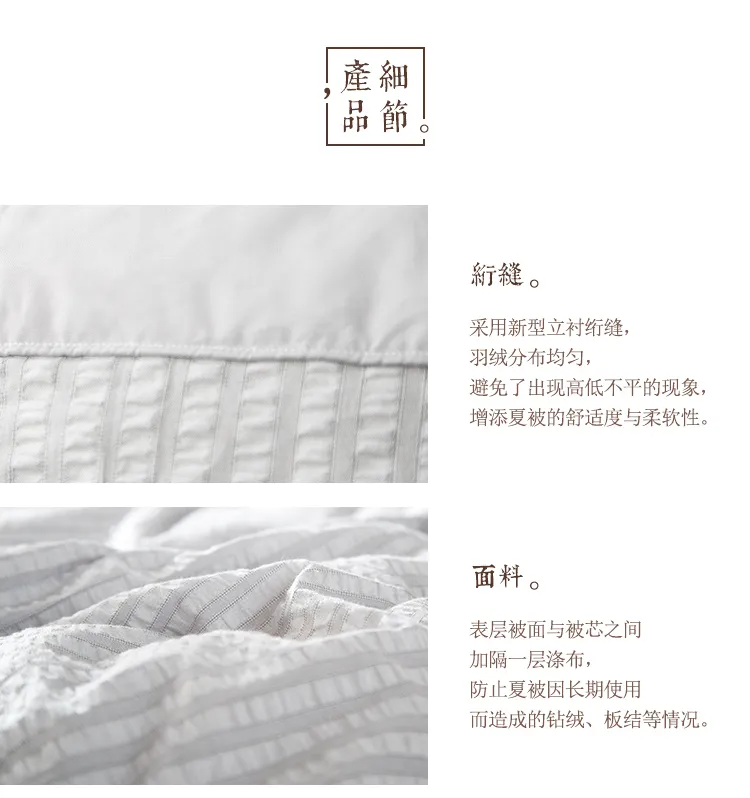 產品細節
,
。
絎縫。
采用新型立衬绗缝，
羽绒分布均匀，
避免了出现高低不平的现象，
增添夏被的舒适度与柔软性。
面料。
表层被面与被芯之间
加隔一层涤布，
防止夏被因长期使用
而造成的钻绒、板结等情况。